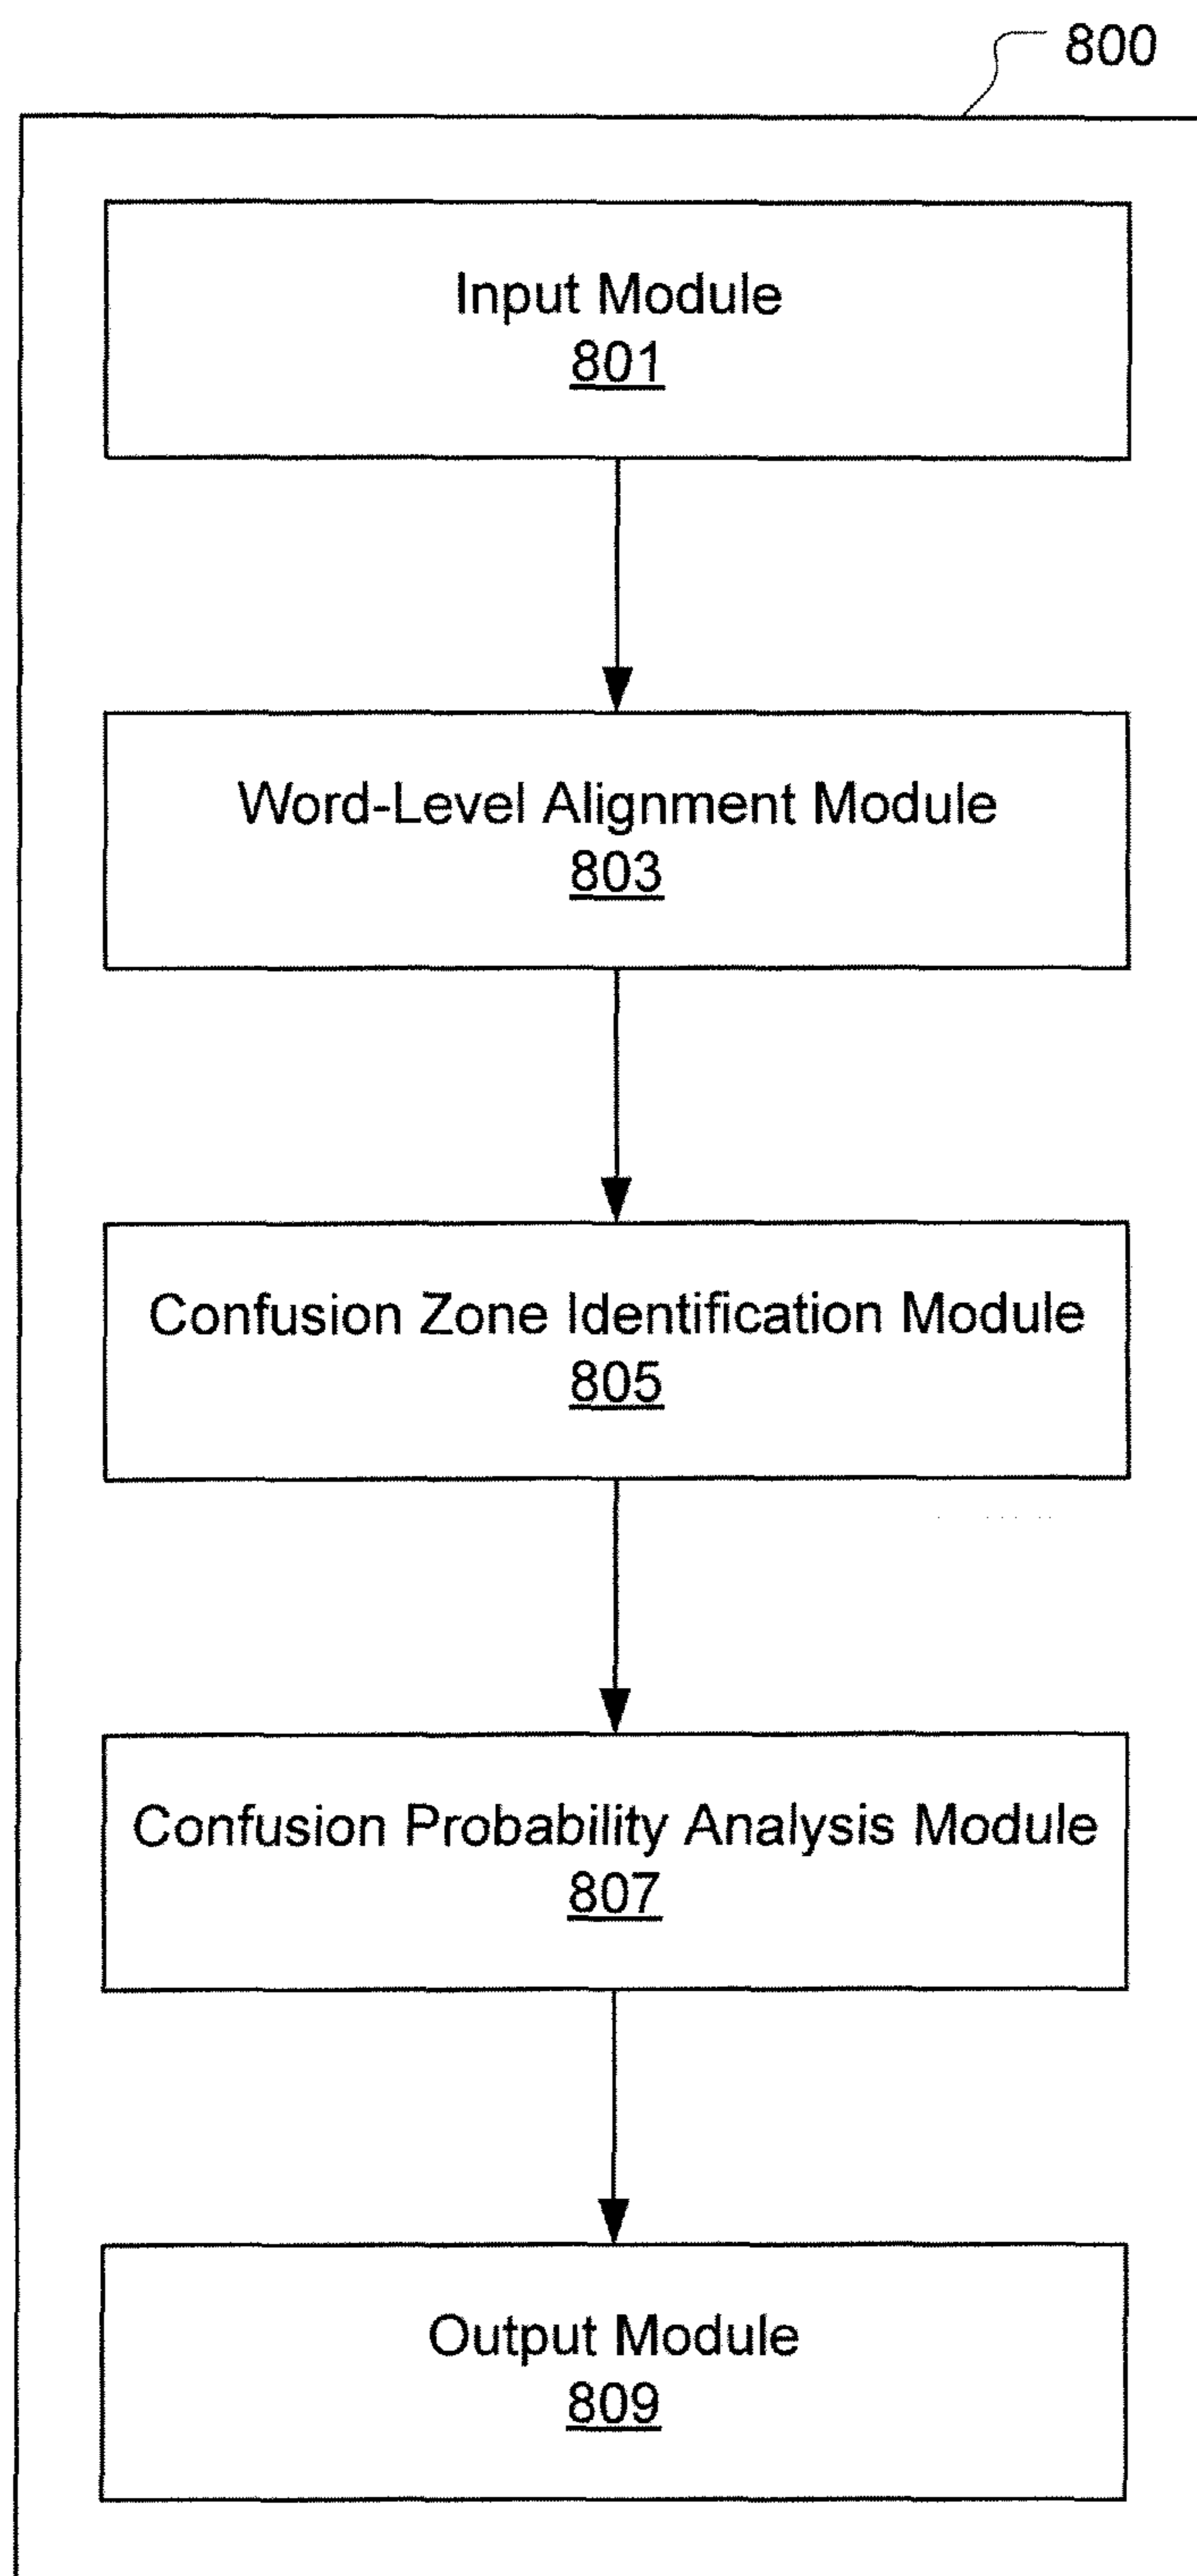 800
Input Module
801
Word-Level Alignment Module
803
Confusion Zone Identification Module
805
Confusion Probability Analysis Module
807
Output Module
809